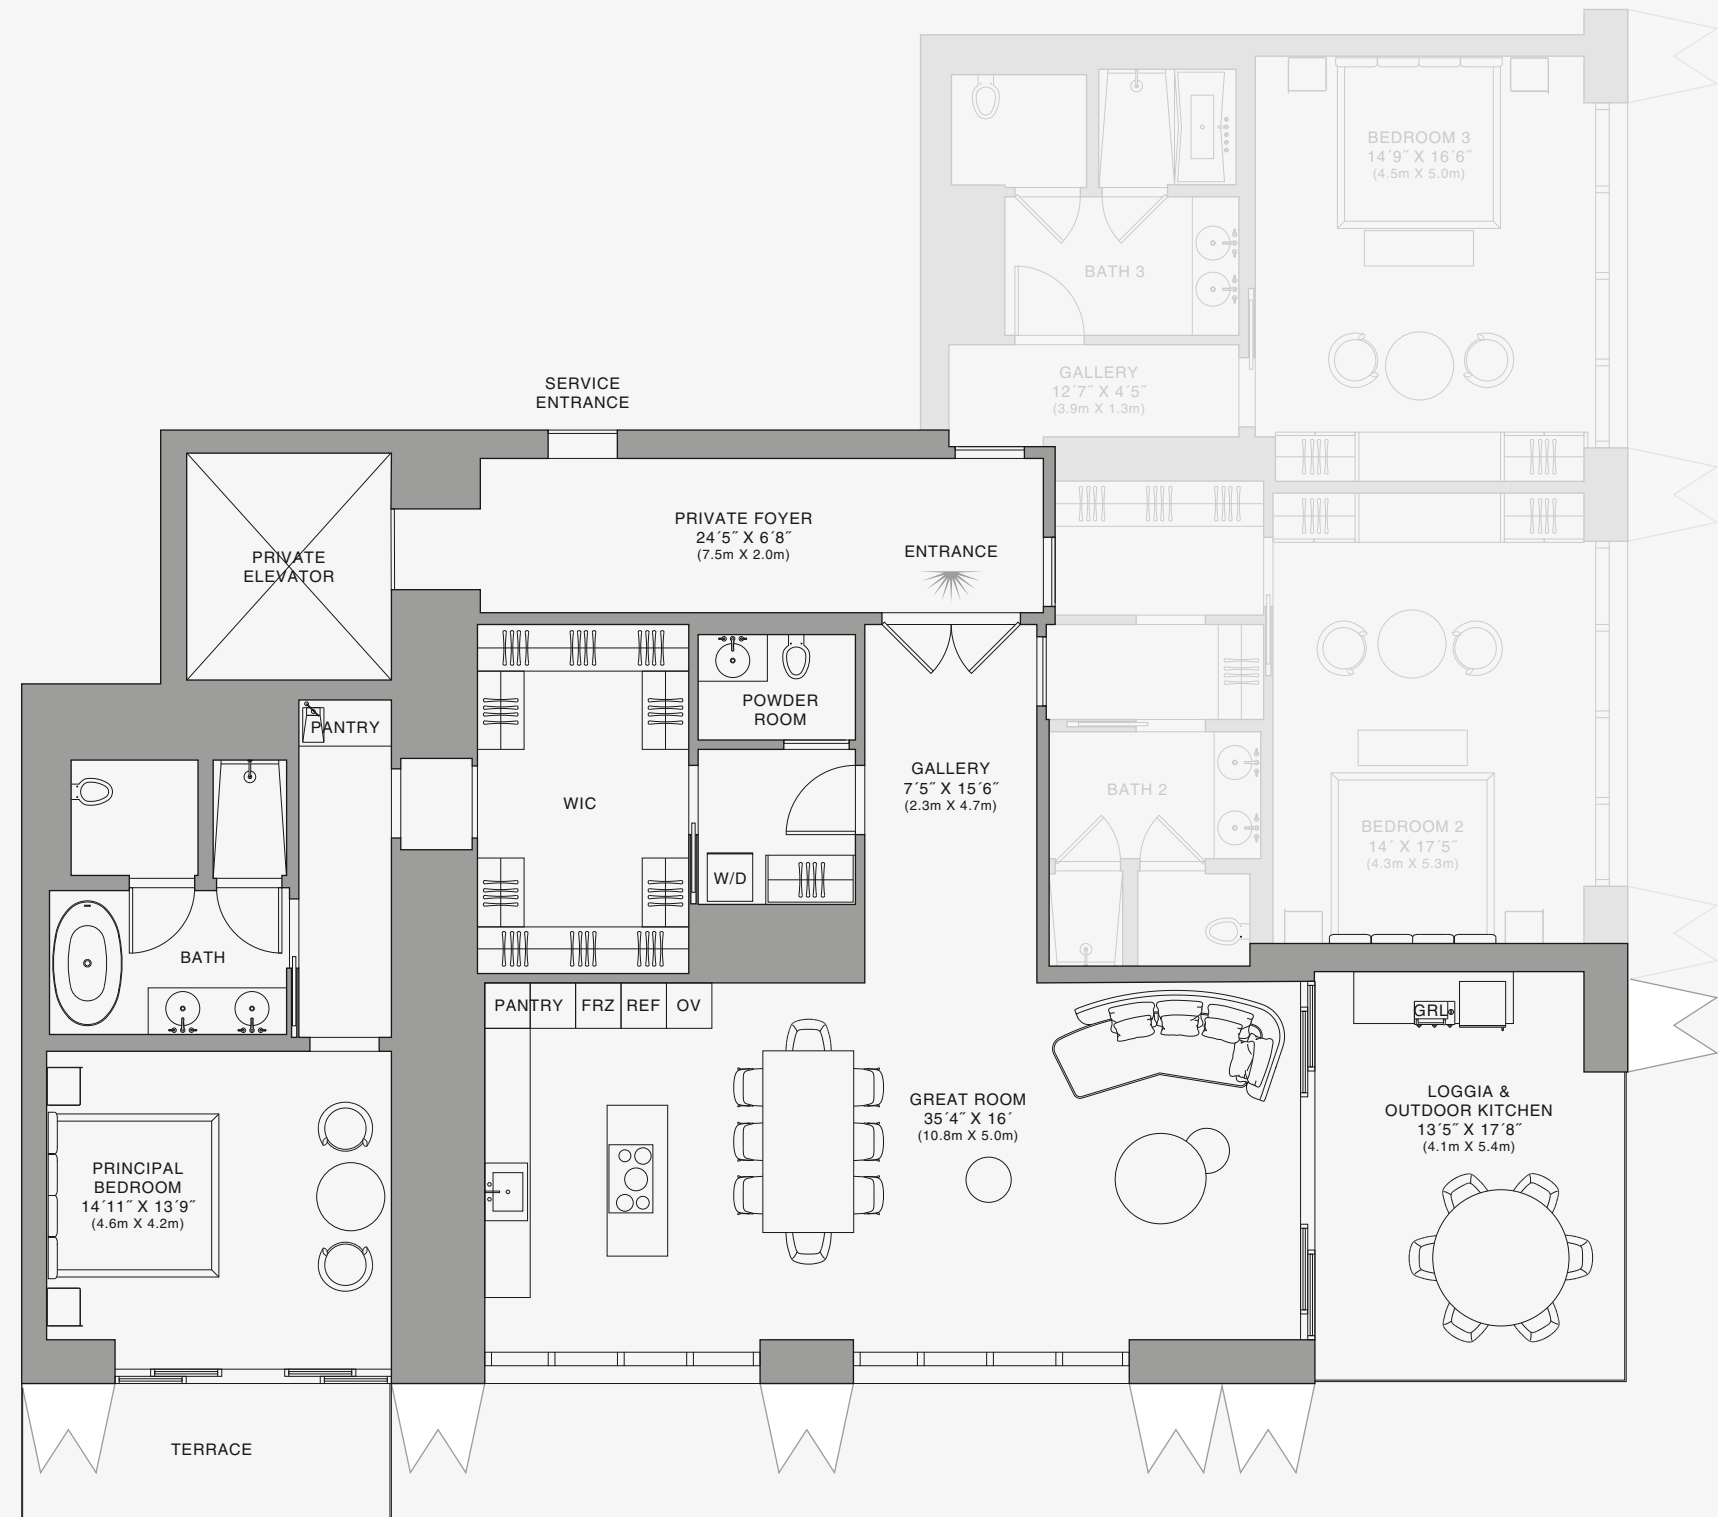 BEDROOM 3
14´9˝ X 16´6˝
(4.5m X 5.0m)
BATH 3
GALLERY
12´7˝ X 4´5˝
(3.9m X 1.3m)
SERVICE
ENTRANCE
PRIVATE FOYER
24´5˝ X 6´8˝
(7.5m X 2.0m)
ENTRANCE
PRIVATE
ELEVATOR
POWDER
ROOM
PANTRY
GALLERY
7´5˝ X 15´6˝
(2.3m X 4.7m)
WIC
BATH 2
BEDROOM 2
14´ X 17´5˝
(4.3m X 5.3m)
W/D
BATH
PANTRY
FRZ
REF
OV
GRL
GREAT ROOM
35´4˝ X 16´
(10.8m X 5.0m)
LOGGIA &
OUTDOOR KITCHEN
13´5˝ X 17´8˝
(4.1m X 5.4m)
PRINCIPAL
BEDROOM
14´11˝ X 13´9˝
(4.6m X 4.2m)
TERRACE